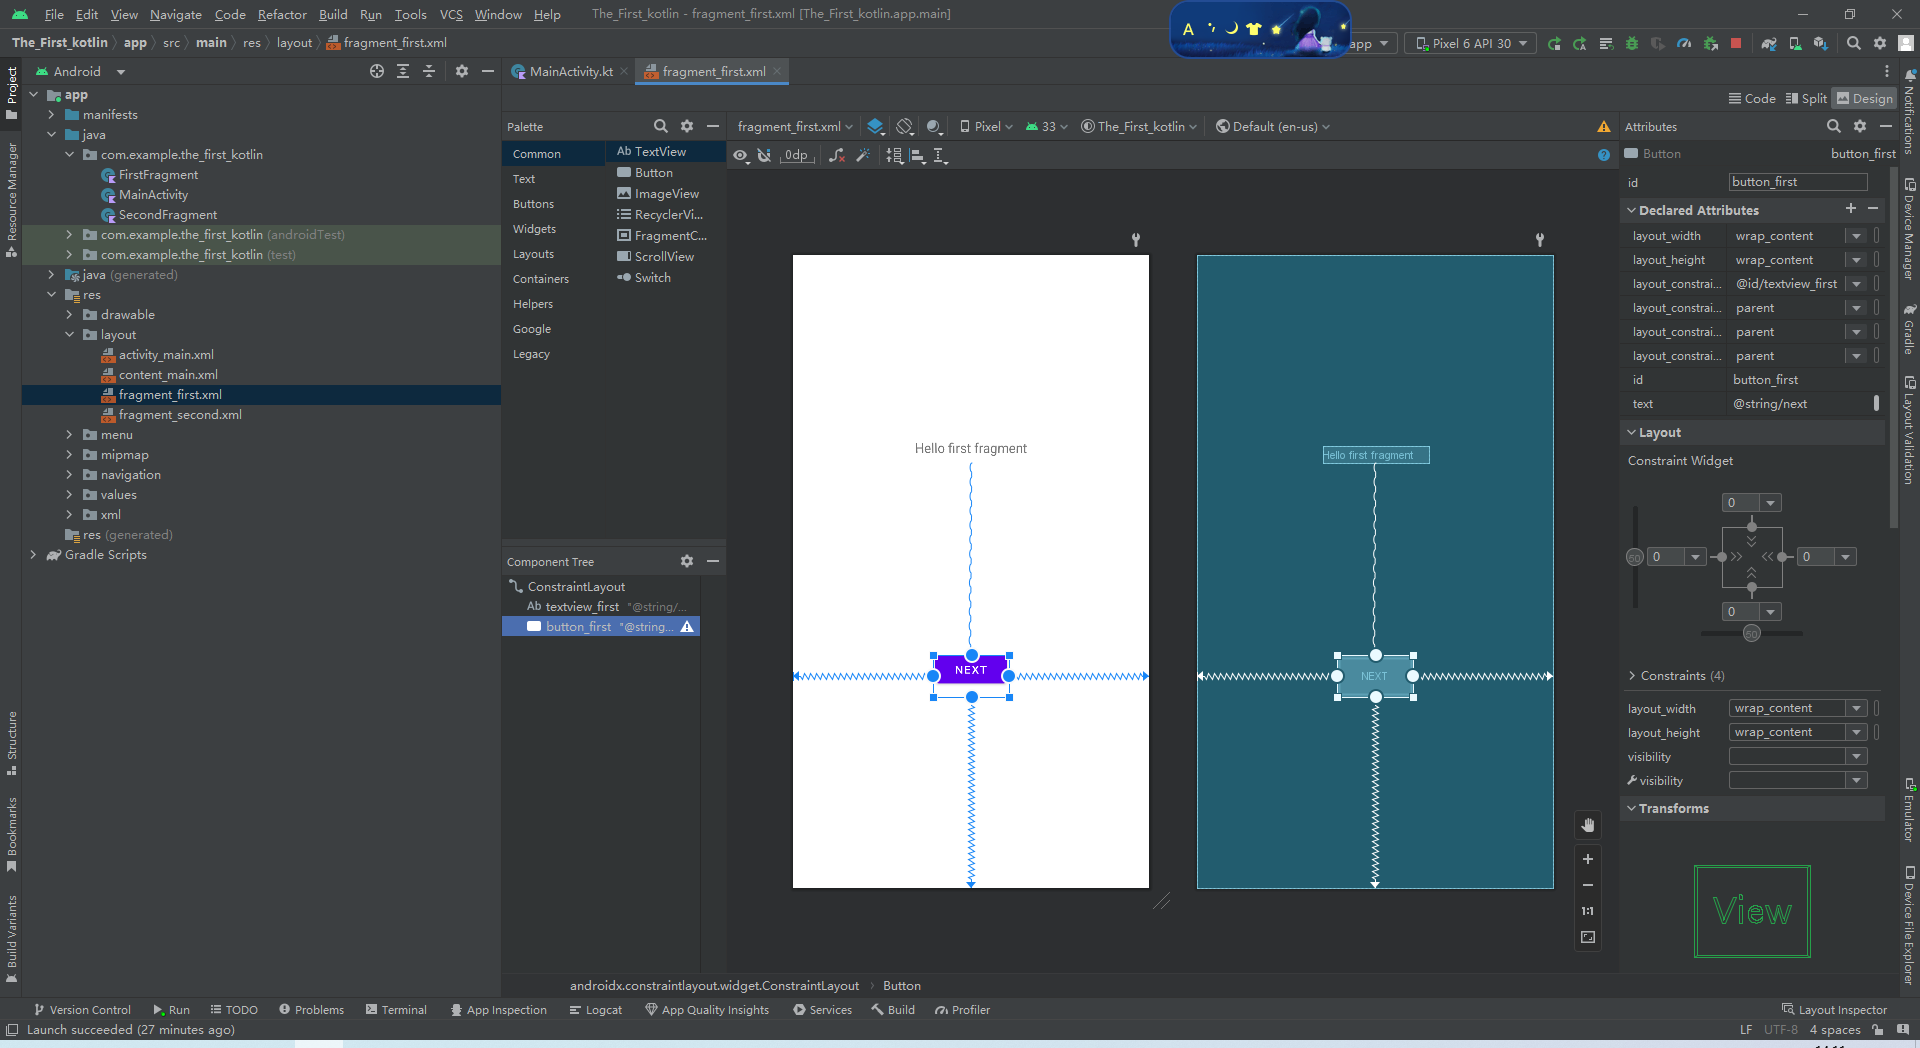 File Edit View Navigate Code Refactor Build Run Tools VCS Window Help The_First_kotlin - fragment_first.xml [The_First_kotlin.app.main]
The_First_kotlin app src main res layout fragment_first.xml
A
app
Pixel 6 API 30
Project
Android
MainActivity.kt
fragment_first.xml
Code
Split
Design
app
manifests
java
com.example.the_first_kotlin
FirstFragment
MainActivity
SecondFragment
com.example.the_first_kotlin (androidTest)
com.example.the_first_kotlin (test)
java (generated)
res
drawable
layout
activity_main.xml
content_main.xml
fragment_first.xml
fragment_second.xml
menu
mipmap
navigation
values
xml
res (generated)
Gradle Scripts
Resource Manager
Structure
Bookmarks
Build Variants
Palette
Common
Text
Buttons
Widgets
Layouts
Containers
Helpers
Google
Legacy
Ab TextView
Button
ImageView
RecyclerVi...
FragmentC...
ScrollView
Switch
Component Tree
ConstraintLayout
Ab textview_first "@string/...
button_first "@string...
fragment_first.xml
Pixel
33
The_First_kotlin
Default (en-us)
0dp
Hello first fragment
NEXT
Hello first fragment
NEXT
1:1
androidx.constraintlayout.widget.ConstraintLayout Button
Attributes
Button button_first
id button_first
Declared Attributes
layout_width wrap_content
layout_height wrap_content
layout_constrai... @id/textview_first
layout_constrai... parent
layout_constrai... parent
layout_constrai... parent
id button_first
text @string/next
Layout
Constraint Widget
0
50 0 0
0
50
Constraints (4)
layout_width wrap_content
layout_height wrap_content
visibility
visibility
Transforms
View
Notifications
Device Manager
Gradle
Layout Validation
Emulator
Device File Explorer
Version Control Run TODO Problems Terminal App Inspection Logcat App Quality Insights Services Build Profiler Layout Inspector
Launch succeeded (27 minutes ago) LF UTF-8 4 spaces